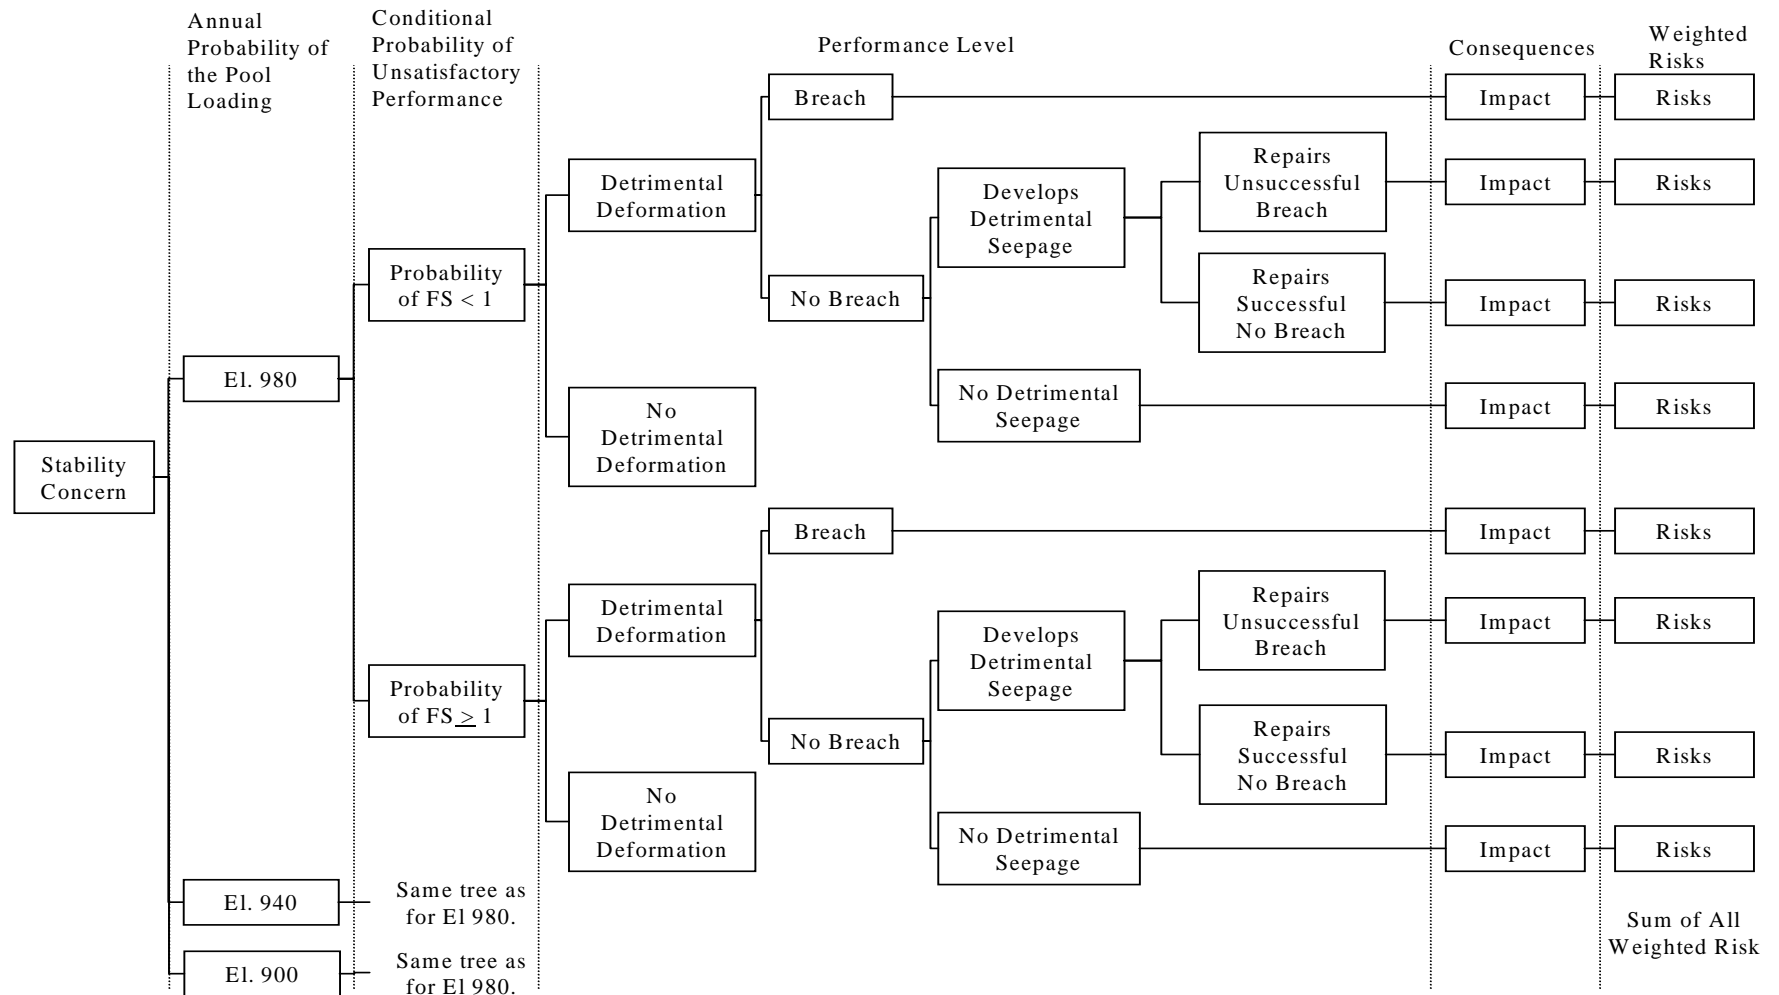 Annual
Probability of
the Pool
Loading
Conditional
Probability of
Unsatisfactory
Performance
Performance Level
Consequences
Weighted
Risks
Breach
Impact
Risks
Detrimental
Deformation
Develops
Detrimental
Seepage
Repairs
Unsuccessful
Breach
Impact
Risks
Probability
of FS < 1
No Breach
Repairs
Successful
No Breach
Impact
Risks
El. 980
No
Detrimental
Deformation
No Detrimental
Seepage
Impact
Risks
Stability
Concern
Breach
Impact
Risks
Detrimental
Deformation
Develops
Detrimental
Seepage
Repairs
Unsuccessful
Breach
Impact
Risks
Probability
of FS ≥ 1
No Breach
Repairs
Successful
No Breach
Impact
Risks
No
Detrimental
Deformation
No Detrimental
Seepage
Impact
Risks
El. 940
Same tree as
for El 980.
Sum of All
Weighted Risk
El. 900
Same tree as
for El 980.